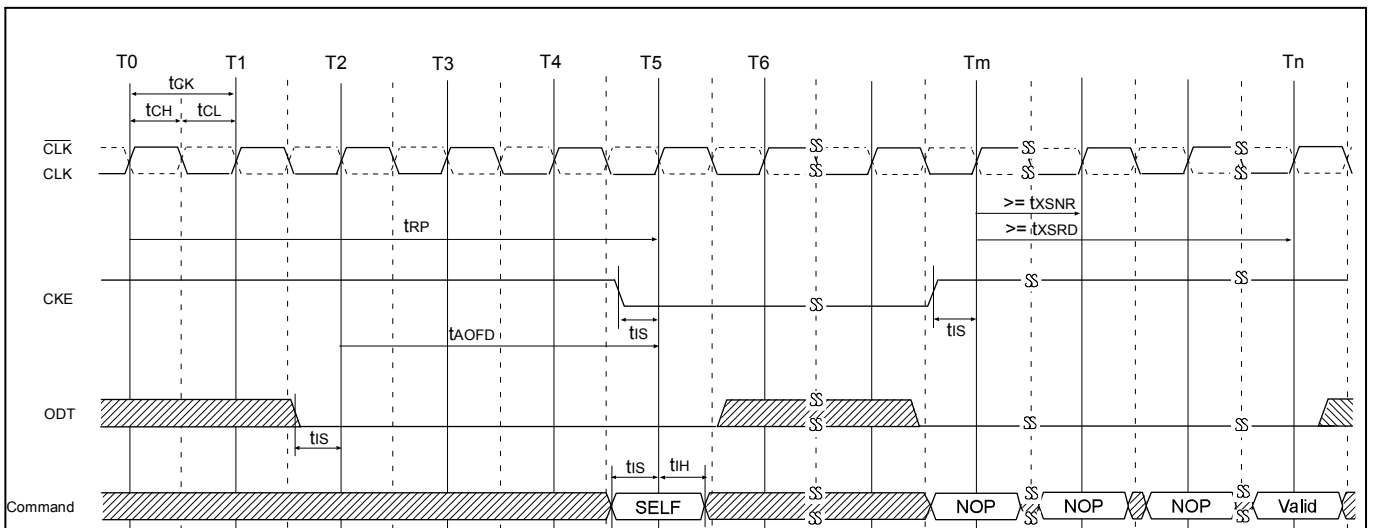 T0 T1 T2 T3 T4 T5 T6 Tm Tn
tCK
tCH tCL
CLK
CLK
>= tXSNR
tRP
>= tXSRD
CKE
tIS
tIS
tAOFD
ODT
tIS
tIS tIH
Command SELF NOP NOP NOP Valid